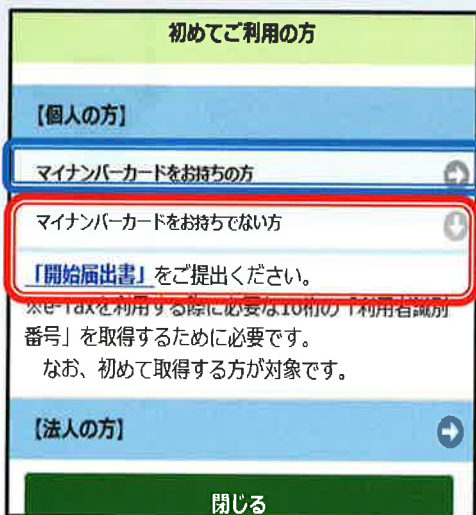 初めてご利用の方
【個人の方】
マイナンバーカードをお持ちの方
マイナンバーカードをお持ちでない方
「開始届出書」をご提出ください。
※e-Taxを利用する際に必要な10桁の「利用者識別
番号」を取得するために必要です。
なお、初めて取得する方が対象です。
【法人の方】
閉じる